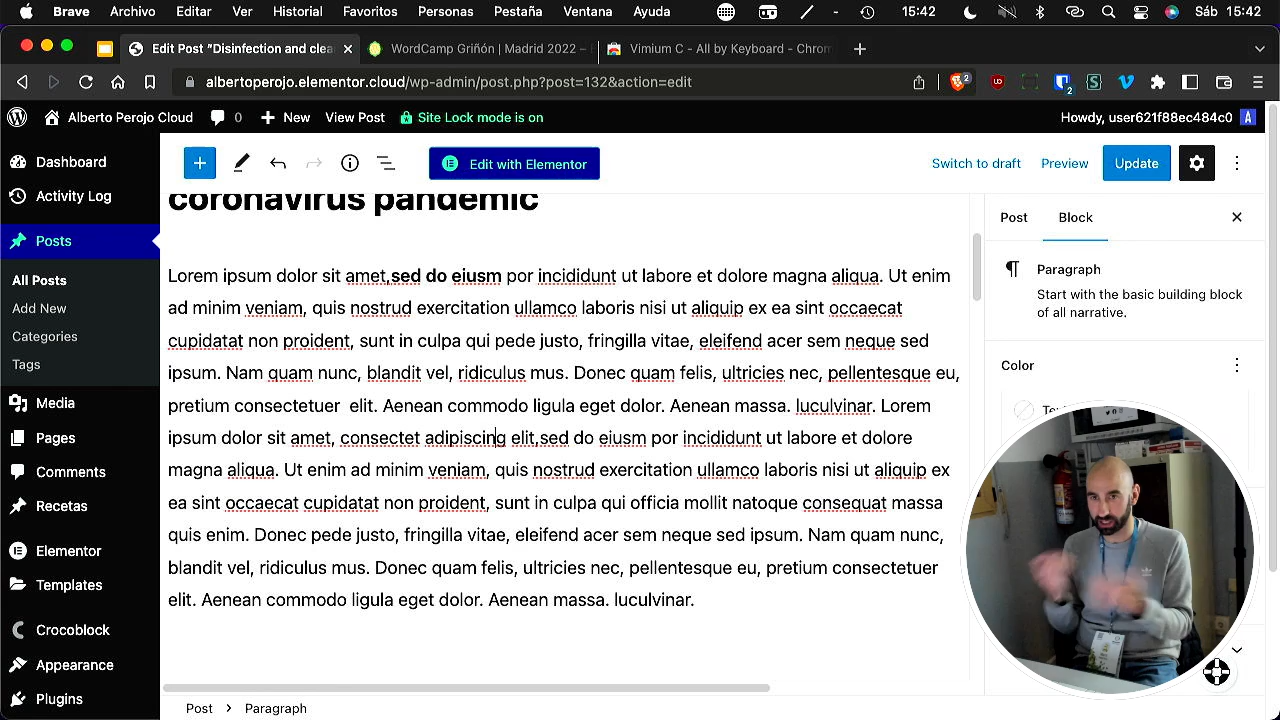 Brave Archivo Editar Ver Historial Favoritos Personas Pestaña Ventana Ayuda 15:42 Sáb 15:42
Edit Post “Disinfection and clea WordCamp Griñón | Madrid 2022 – Vimium C - All by Keyboard - Chrom
albertoperojo.elementor.cloud/wp-admin/post.php?post=132&action=edit 2 2
Alberto Perojo Cloud 0 New View Post Site Lock mode is on Howdy, user621f88ec484c0
Dashboard
Activity Log
Posts
All Posts
Add New
Categories
Tags
Media
Pages
Comments
Recetas
Elementor
Templates
Crocoblock
Appearance
Plugins
Edit with Elementor Switch to draft Preview Update
coronavirus pandemic
Lorem ipsum dolor sit amet,sed do eiusm por incididunt ut labore et dolore magna aliqua. Ut enim
ad minim veniam, quis nostrud exercitation ullamco laboris nisi ut aliquip ex ea sint occaecat
cupidatat non proident, sunt in culpa qui pede justo, fringilla vitae, eleifend acer sem neque sed
ipsum. Nam quam nunc, blandit vel, ridiculus mus. Donec quam felis, ultricies nec, pellentesque eu,
pretium consectetuer  elit. Aenean commodo ligula eget dolor. Aenean massa. luculvinar. Lorem
ipsum dolor sit amet, consectet adipiscing elit,sed do eiusm por incididunt ut labore et dolore
magna aliqua. Ut enim ad minim veniam, quis nostrud exercitation ullamco laboris nisi ut aliquip ex
ea sint occaecat cupidatat non proident, sunt in culpa qui officia mollit natoque consequat massa
quis enim. Donec pede justo, fringilla vitae, eleifend acer sem neque sed ipsum. Nam quam nunc,
blandit vel, ridiculus mus. Donec quam felis, ultricies nec, pellentesque eu, pretium consectetuer
elit. Aenean commodo ligula eget dolor. Aenean massa. luculvinar.
Post Block
Paragraph
Start with the basic building block
of all narrative.
Color
Post Paragraph